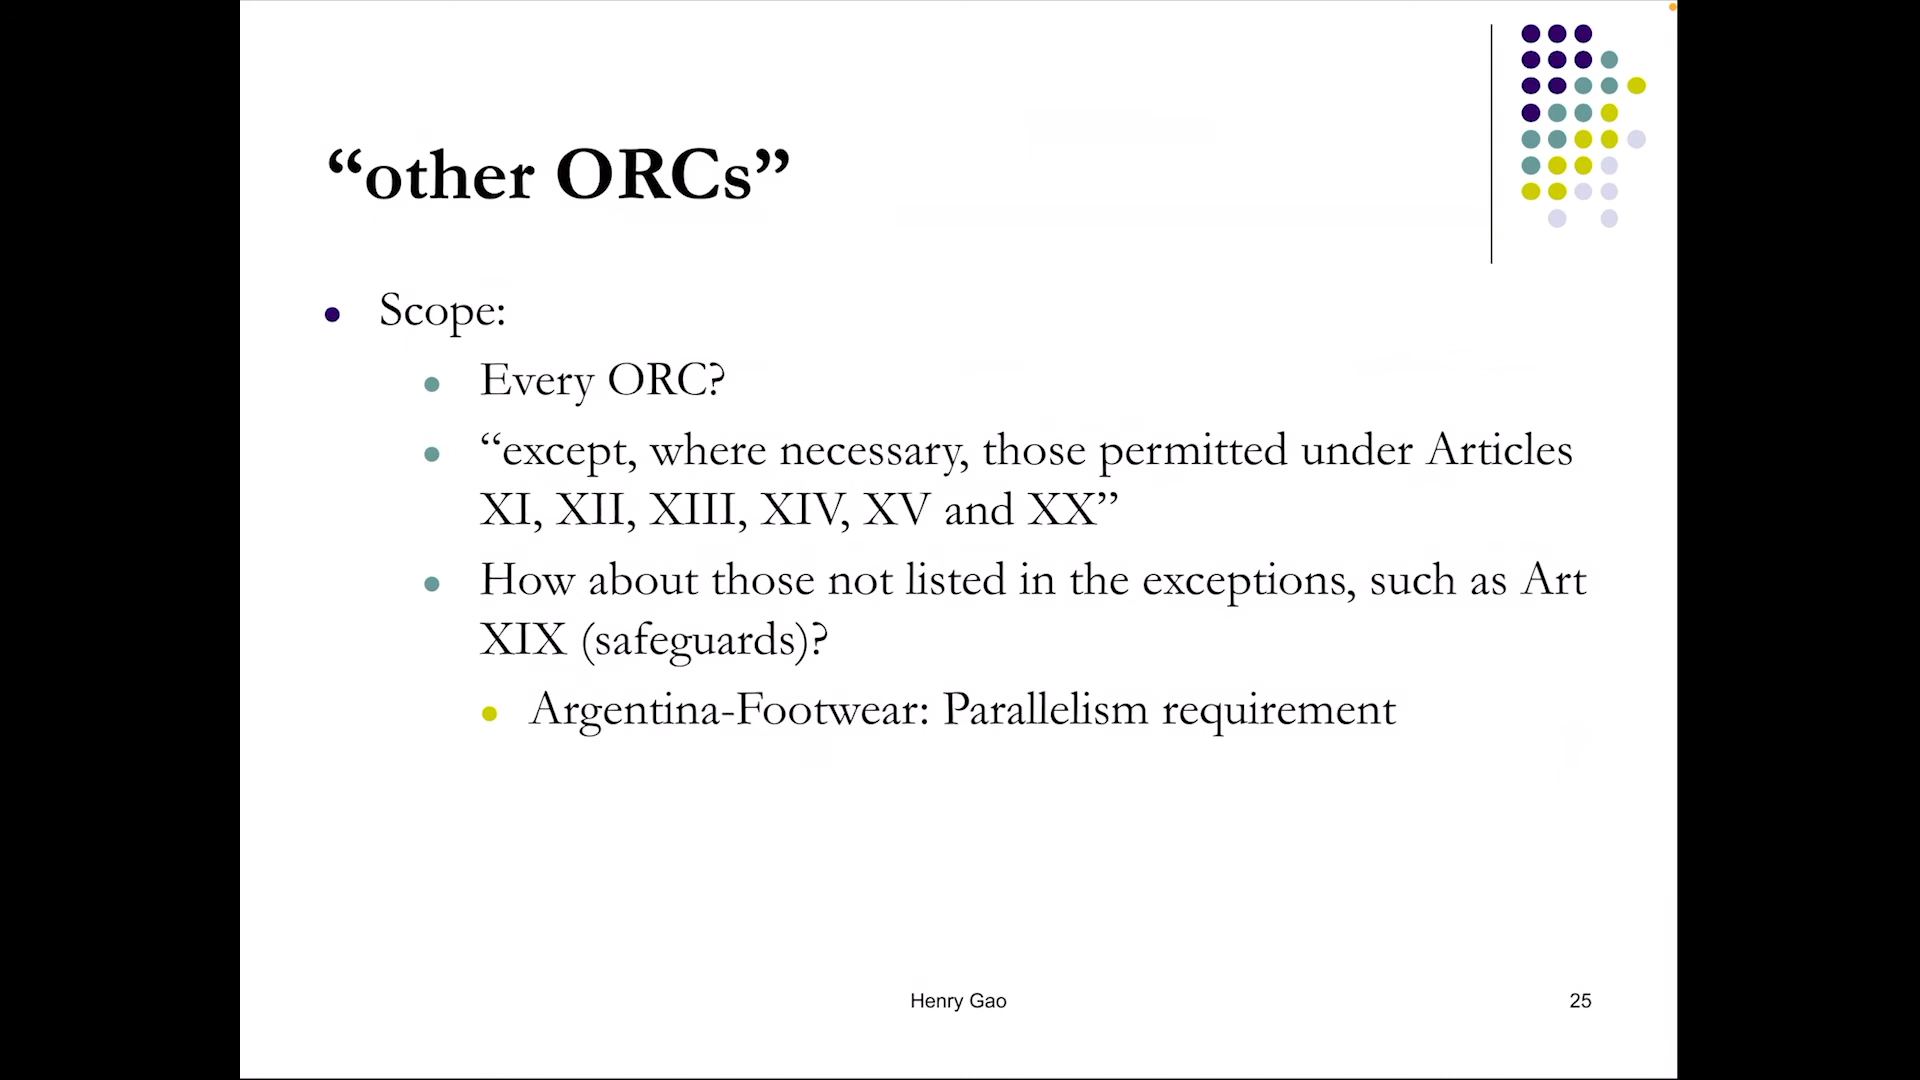 “other ORCs”
Scope:
Every ORC?
“except, where necessary, those permitted under Articles
XI, XII, XIII, XIV, XV and XX”
How about those not listed in the exceptions, such as Art
XIX (safeguards)?
Argentina-Footwear: Parallelism requirement
Henry Gao
25